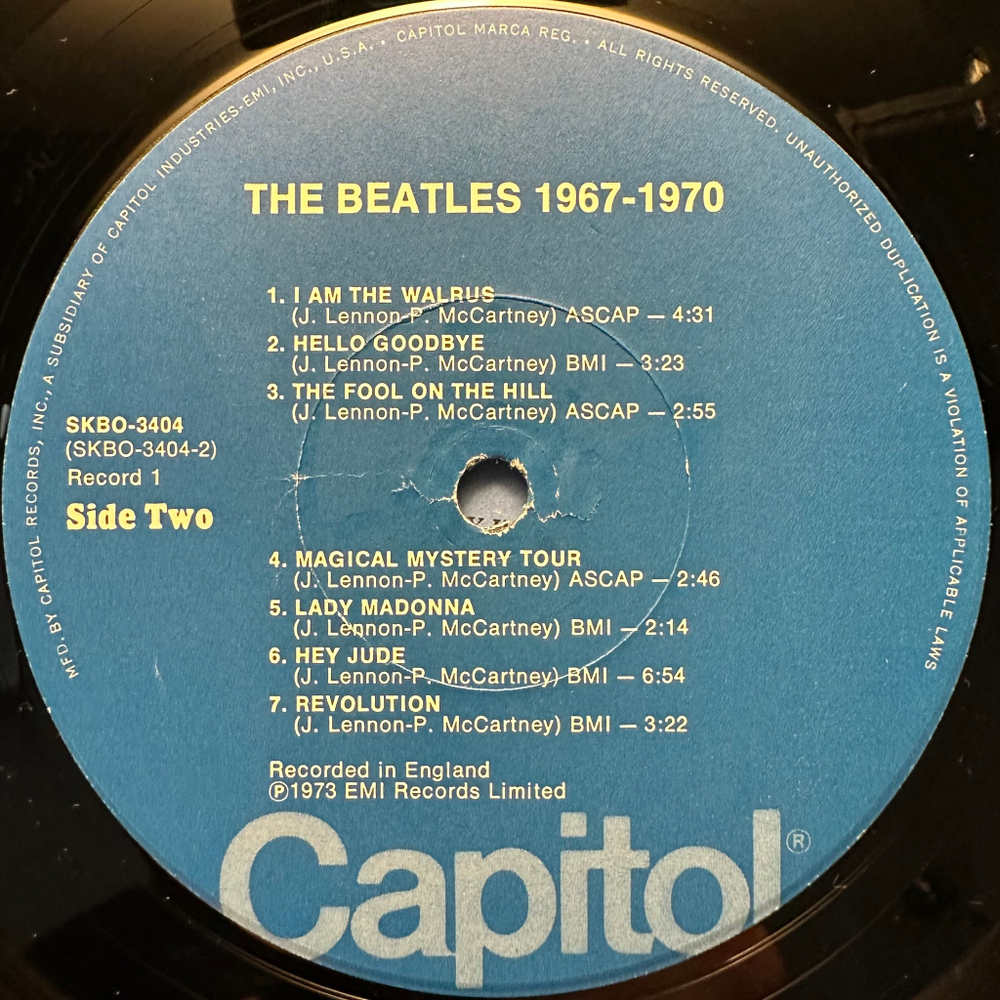 MFD. BY CAPITOL RECORDS, INC., A SUBSIDIARY OF CAPITOL INDUSTRIES-EMI, INC., U.S.A. • CAPITOL MARCA REG. • ALL RIGHTS RESERVED. UNAUTHORIZED DUPLICATION IS A VIOLATION OF APPLICABLE LAWS
THE BEATLES 1967-1970
1. I AM THE WALRUS
(J. Lennon-P. McCartney) ASCAP — 4:31
2. HELLO GOODBYE
(J. Lennon-P. McCartney) BMI — 3:23
3. THE FOOL ON THE HILL
(J. Lennon-P. McCartney) ASCAP — 2:55
SKBO-3404
(SKBO-3404-2)
Record 1
Side Two
4. MAGICAL MYSTERY TOUR
(J. Lennon-P. McCartney) ASCAP — 2:46
5. LADY MADONNA
(J. Lennon-P. McCartney) BMI — 2:14
6. HEY JUDE
(J. Lennon-P. McCartney) BMI — 6:54
7. REVOLUTION
(J. Lennon-P. McCartney) BMI — 3:22
Recorded in England
Ⓟ1973 EMI Records Limited
Capitol®